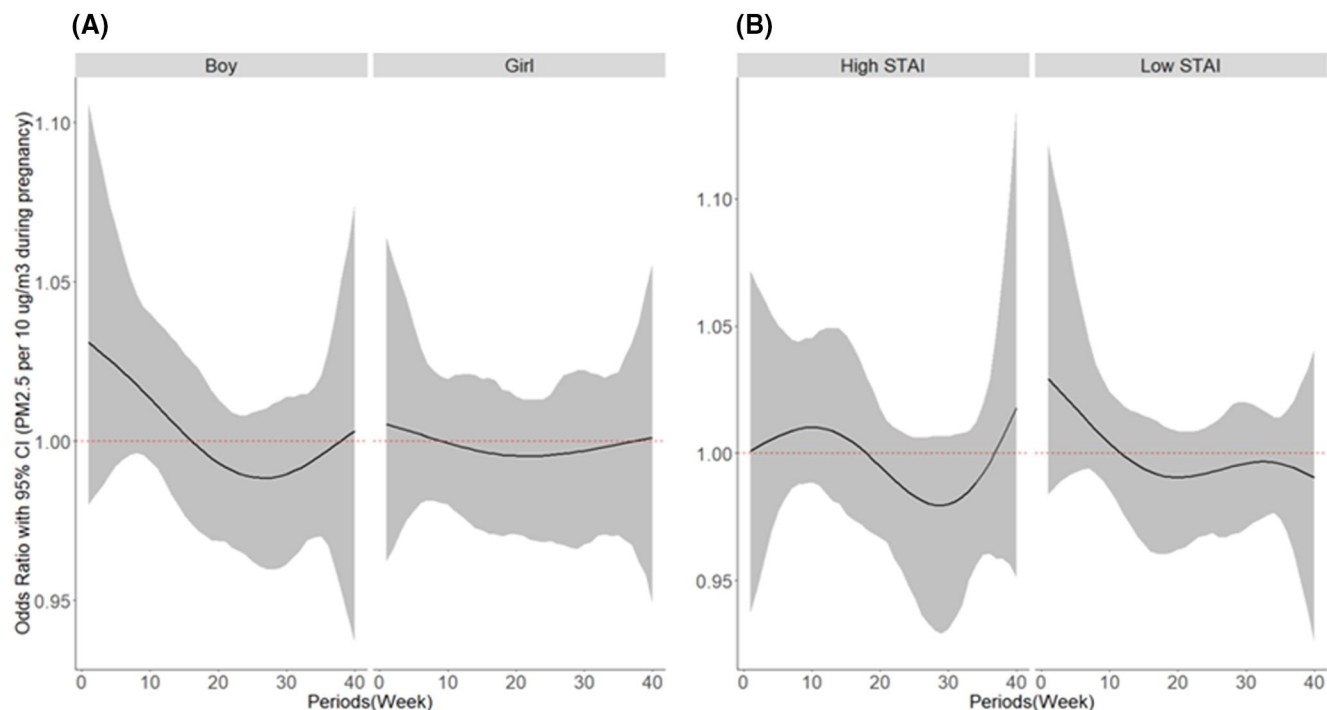 (A)
(B)
Boy
Girl
High STAI
Low STAI
Odds Ratio with 95% CI (PM2.5 per 10 ug/m3 during pregnancy)
1.10
1.05
1.00
0.95
1.10
1.05
1.00
0.95
0 10 20 30 40 0 10 20 30 40
Periods(Week)
0 10 20 30 40 0 10 20 30 40
Periods(Week)